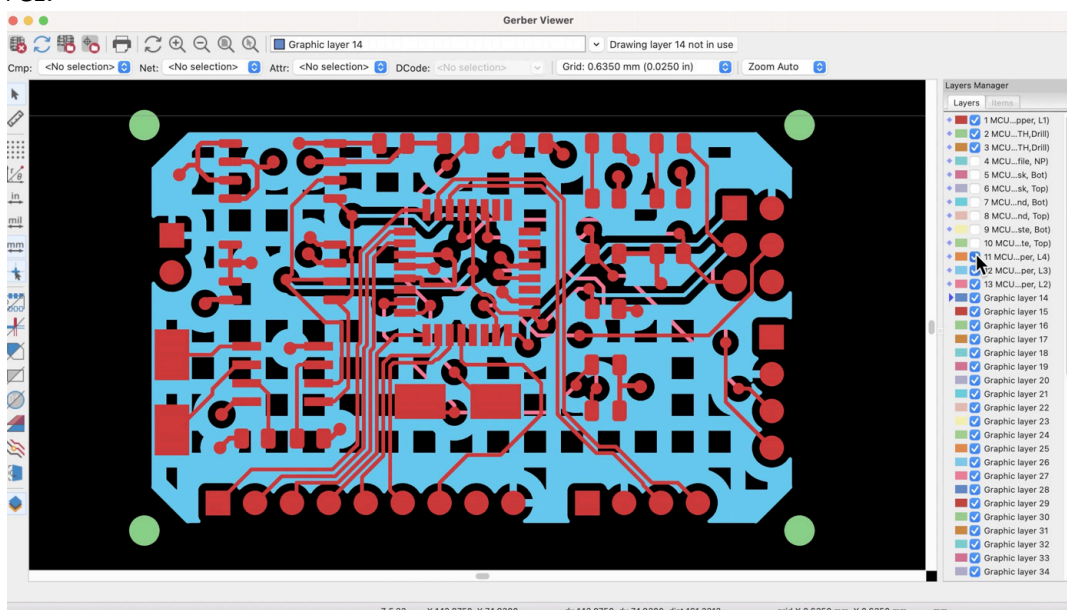 Gerber Viewer
Graphic layer 14
Drawing layer 14 not in use
Cmp: <No selection> Net: <No selection> Attr: <No selection> DCode: <No selection> Grid: 0.6350 mm (0.0250 in) Zoom Auto
Layers Manager
Layers Items
1 MCU...pper, L1)
2 MCU...TH,Drill)
3 MCU...TH,Drill)
4 MCU...file, NP)
5 MCU...sk, Bot)
6 MCU...sk, Top)
7 MCU...nd, Bot)
8 MCU...nd, Top)
9 MCU...ste, Bot)
10 MCU...te, Top)
11 MCU...per, L4)
MCU...per, L3)
13 MCU...per, L2)
Graphic layer 14
Graphic layer 15
Graphic layer 16
Graphic layer 17
Graphic layer 18
Graphic layer 19
Graphic layer 20
Graphic layer 21
Graphic layer 22
Graphic layer 23
Graphic layer 24
Graphic layer 25
Graphic layer 26
Graphic layer 27
Graphic layer 28
Graphic layer 29
Graphic layer 30
Graphic layer 31
Graphic layer 32
Graphic layer 33
Graphic layer 34
in
mil
mm